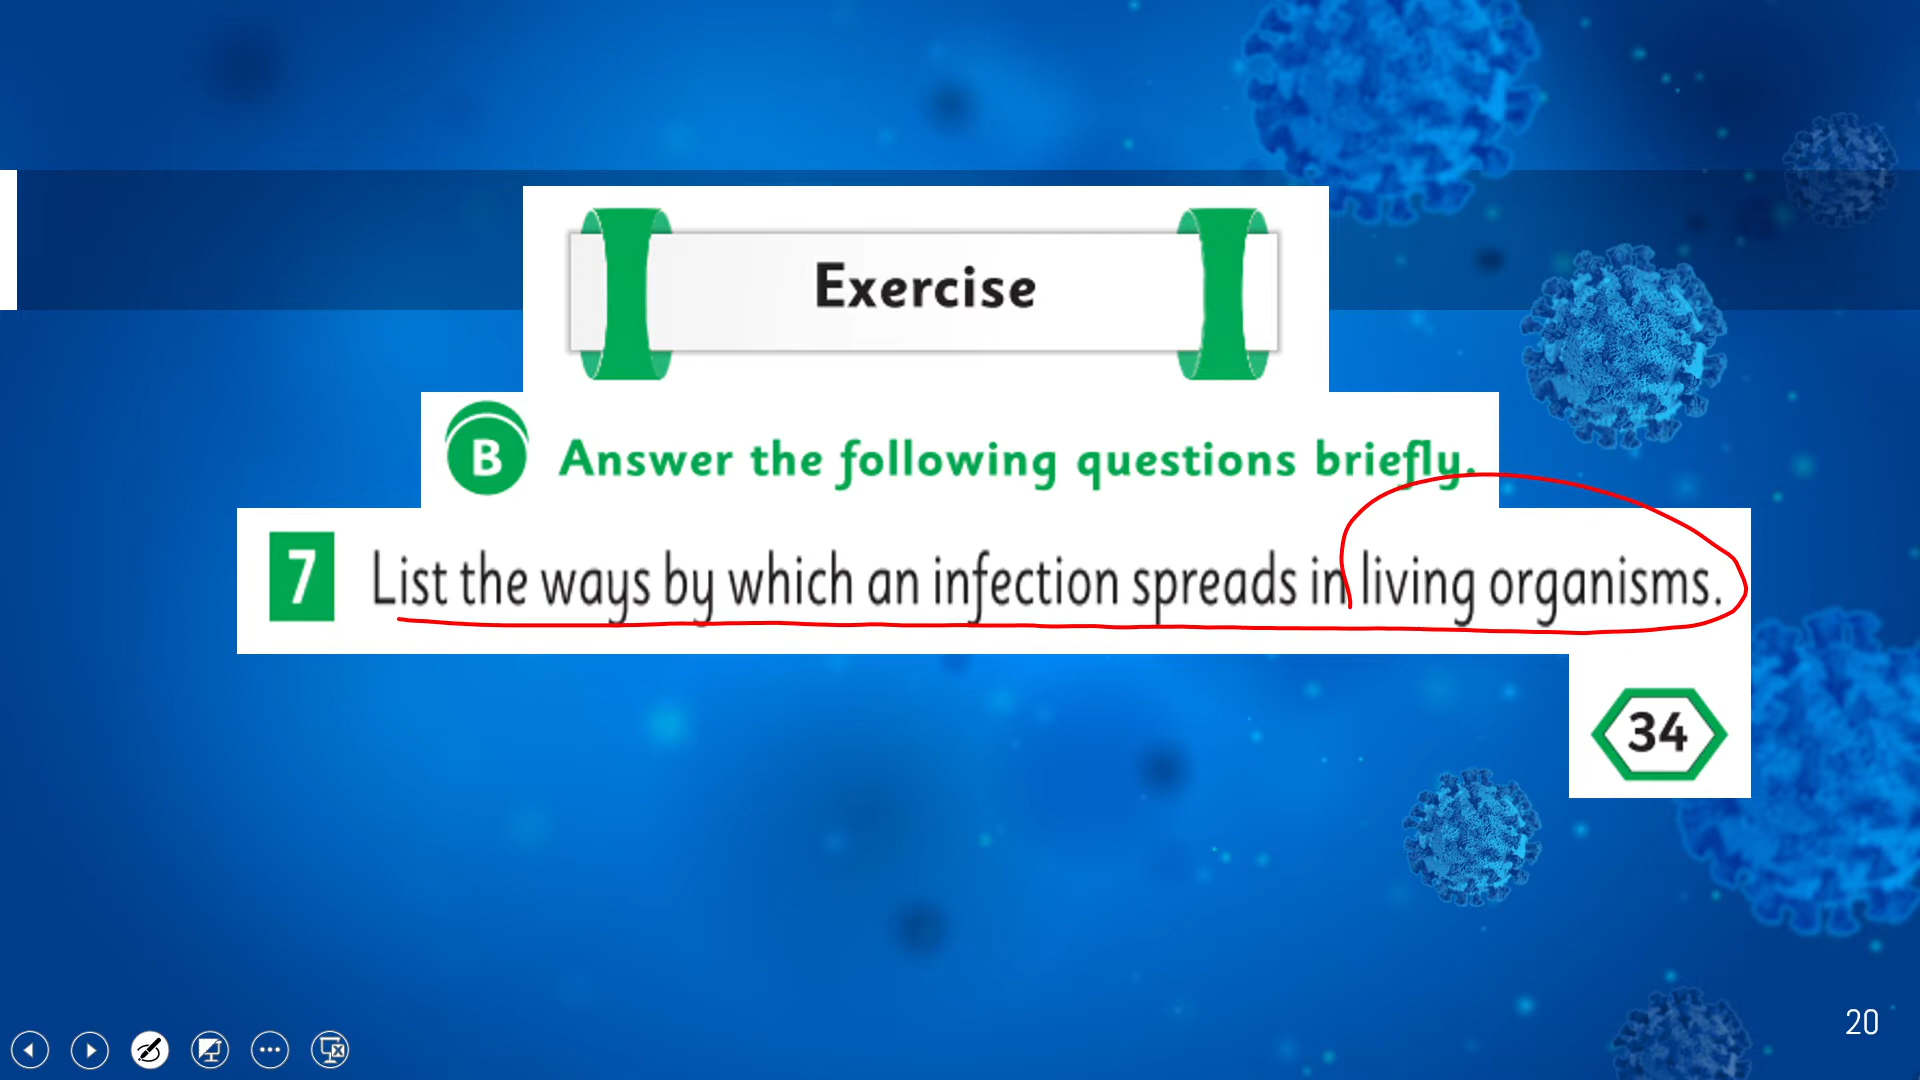 Exercise
B Answer the following questions briefly.
7 List the ways by which an infection spreads in living organisms.
34
20